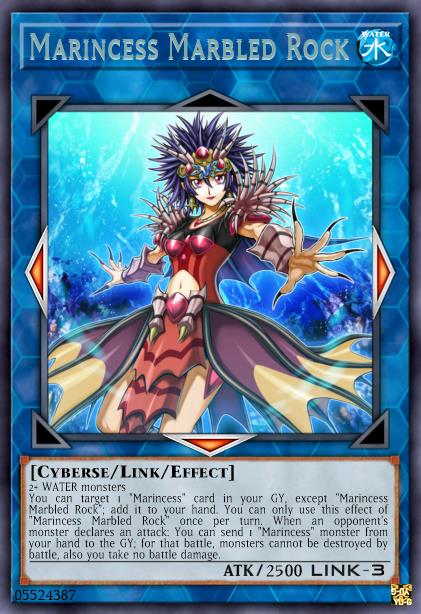 Marincess Marbled Rock
WATER
水
[Cyberse/Link/Effect]
2+ WATER monsters
You can target 1 "Marincess" card in your GY, except "Marincess
Marbled Rock"; add it to your hand. You can only use this effect of
"Marincess Marbled Rock" once per turn. When an opponent's
monster declares an attack: You can send 1 "Marincess" monster from
your hand to the GY; for that battle, monsters cannot be destroyed by
battle, also you take no battle damage.
ATK/2500 LINK-3
05524387